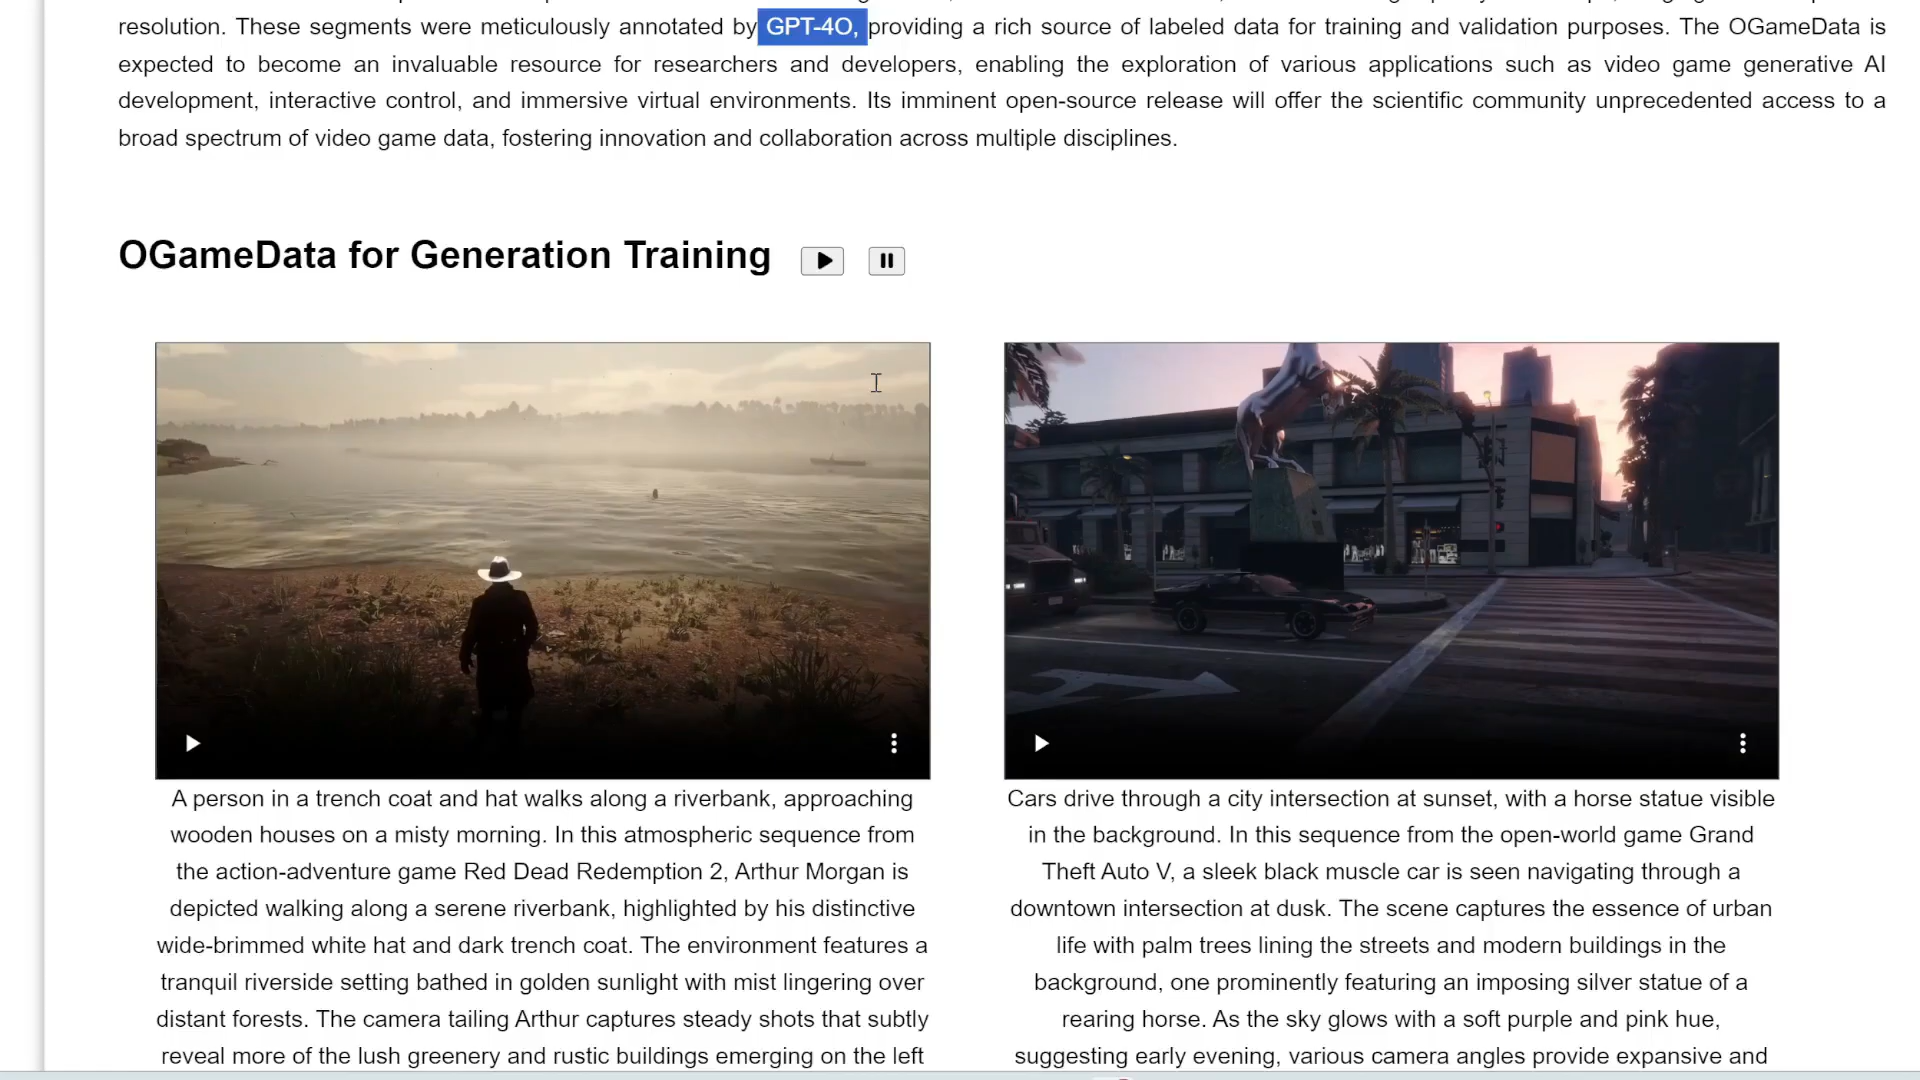 resolution. These segments were meticulously annotated by GPT-4O, providing a rich source of labeled data for training and validation purposes. The OGameData is
expected to become an invaluable resource for researchers and developers, enabling the exploration of various applications such as video game generative AI
development, interactive control, and immersive virtual environments. Its imminent open-source release will offer the scientific community unprecedented access to a
broad spectrum of video game data, fostering innovation and collaboration across multiple disciplines.
OGameData for Generation Training
A person in a trench coat and hat walks along a riverbank, approaching
wooden houses on a misty morning. In this atmospheric sequence from
the action-adventure game Red Dead Redemption 2, Arthur Morgan is
depicted walking along a serene riverbank, highlighted by his distinctive
wide-brimmed white hat and dark trench coat. The environment features a
tranquil riverside setting bathed in golden sunlight with mist lingering over
distant forests. The camera tailing Arthur captures steady shots that subtly
reveal more of the lush greenery and rustic buildings emerging on the left
Cars drive through a city intersection at sunset, with a horse statue visible
in the background. In this sequence from the open-world game Grand
Theft Auto V, a sleek black muscle car is seen navigating through a
downtown intersection at dusk. The scene captures the essence of urban
life with palm trees lining the streets and modern buildings in the
background, one prominently featuring an imposing silver statue of a
rearing horse. As the sky glows with a soft purple and pink hue,
suggesting early evening, various camera angles provide expansive and